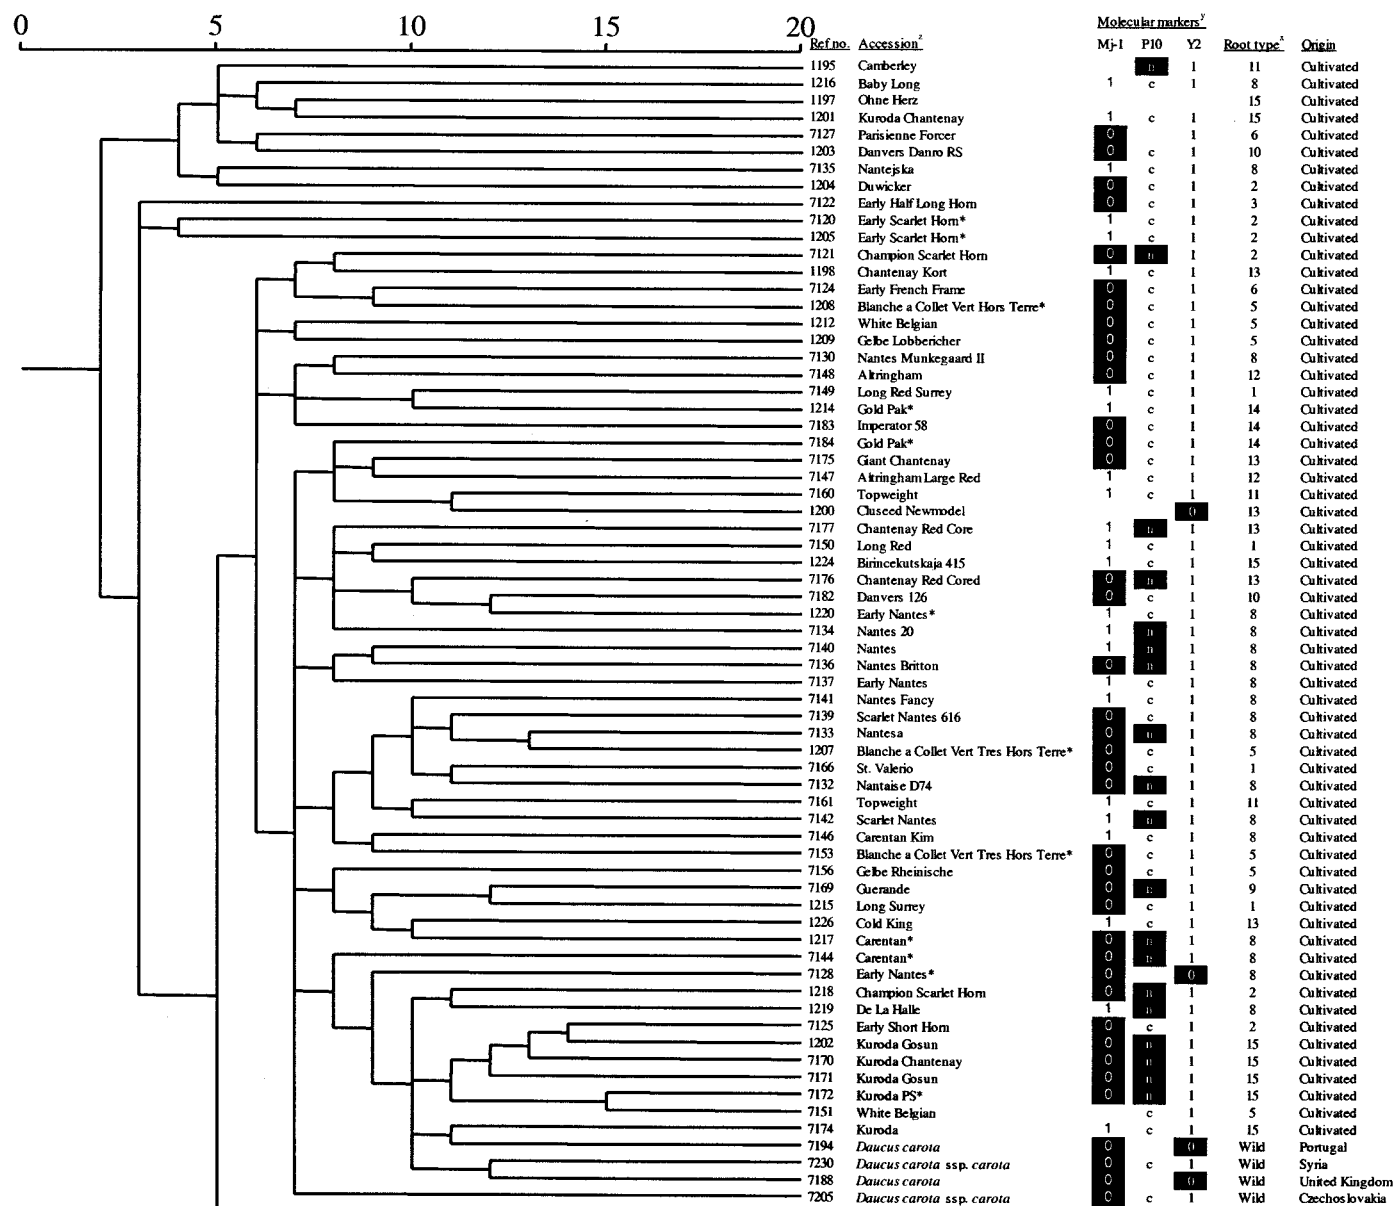 0 5 10 15 20 Molecular markersʸ
Ref no. Accessionᶻ Mj-1 P10 Y2 Root typeˣ Origin
1195 Camberley n 1 11 Cultivated
1216 Baby Long 1 c 1 8 Cultivated
1197 Ohne Herz 15 Cultivated
1201 Kuroda Chantenay 1 c 1 15 Cultivated
7127 Parisienne Forcer 0 1 6 Cultivated
1203 Danvers Danro RS 0 c 1 10 Cultivated
7135 Nantejska 1 c 1 8 Cultivated
1204 Duwicker 0 c 1 2 Cultivated
7122 Early Half Long Horn 0 c 1 3 Cultivated
7120 Early Scarlet Horn* 1 c 1 2 Cultivated
1205 Early Scarlet Horn* 1 c 1 2 Cultivated
7121 Champion Scarlet Horn 0 n 1 2 Cultivated
1198 Chantenay Kort 1 c 1 13 Cultivated
7124 Early French Frame 0 c 1 6 Cultivated
1208 Blanche a Collet Vert Hors Terre* 0 c 1 5 Cultivated
1212 White Belgian 0 c 1 5 Cultivated
1209 Gelbe Lobbericher 0 c 1 5 Cultivated
7130 Nantes Munkegaard II 0 c 1 8 Cultivated
7148 Altringham 0 c 1 12 Cultivated
7149 Long Red Surrey 1 c 1 1 Cultivated
1214 Gold Pak* 1 c 1 14 Cultivated
7183 Imperator 58 0 c 1 14 Cultivated
7184 Gold Pak* 0 c 1 14 Cultivated
7175 Giant Chantenay 0 c 1 13 Cultivated
7147 Altringham Large Red 1 c 1 12 Cultivated
7160 Topweight 1 c 1 11 Cultivated
1200 Cluseed Newmodel 0 13 Cultivated
7177 Chantenay Red Core 1 n 1 13 Cultivated
7150 Long Red 1 c 1 1 Cultivated
1224 Birincekutskaja 415 1 c 1 15 Cultivated
7176 Chantenay Red Cored 0 n 1 13 Cultivated
7182 Danvers 126 0 c 1 10 Cultivated
1220 Early Nantes* 1 c 1 8 Cultivated
7134 Nantes 20 1 n 1 8 Cultivated
7140 Nantes 1 n 1 8 Cultivated
7136 Nantes Britton 0 n 1 8 Cultivated
7137 Early Nantes 1 c 1 8 Cultivated
7141 Nantes Fancy 1 c 1 8 Cultivated
7139 Scarlet Nantes 616 0 c 1 8 Cultivated
7133 Nantesa 0 n 1 8 Cultivated
1207 Blanche a Collet Vert Tres Hors Terre* 0 c 1 5 Cultivated
7166 St. Valerio 0 c 1 1 Cultivated
7132 Nantaise D74 0 n 1 8 Cultivated
7161 Topweight 1 c 1 11 Cultivated
7142 Scarlet Nantes 1 n 1 8 Cultivated
7146 Carentan Kim 1 c 1 8 Cultivated
7153 Blanche a Collet Vert Tres Hors Terre* 0 c 1 5 Cultivated
7156 Gelbe Rheinische 0 c 1 5 Cultivated
7169 Guerande 0 n 1 9 Cultivated
1215 Long Surrey 0 c 1 1 Cultivated
1226 Cold King 1 c 1 13 Cultivated
1217 Carentan* 0 n 1 8 Cultivated
7144 Carentan* 0 n 1 8 Cultivated
7128 Early Nantes* 0 0 8 Cultivated
1218 Champion Scarlet Horn 0 n 1 2 Cultivated
1219 De La Halle 1 n 1 8 Cultivated
7125 Early Short Horn 0 c 1 2 Cultivated
1202 Kuroda Gosun 0 n 1 15 Cultivated
7170 Kuroda Chantenay 0 n 1 15 Cultivated
7171 Kuroda Gosun 0 n 1 15 Cultivated
7172 Kuroda PS* 0 n 1 15 Cultivated
7151 White Belgian c 1 5 Cultivated
7174 Kuroda 1 c 1 15 Cultivated
7194 Daucus carota 0 0 Wild Portugal
7230 Daucus carota ssp. carota 0 c 1 Wild Syria
7188 Daucus carota 0 0 Wild United Kingdom
7205 Daucus carota ssp. carota 0 c 1 Wild Czechoslovakia